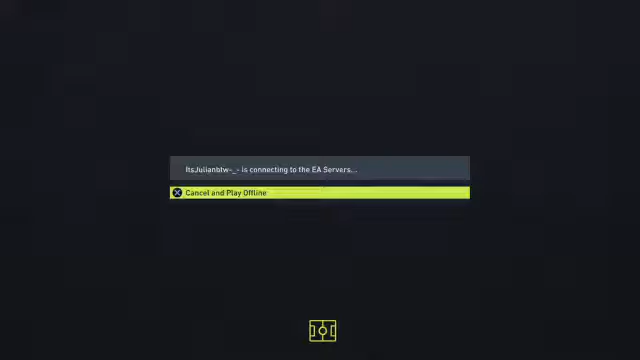 ItsJulianbtw-_- is connecting to the EA Servers...
Cancel and Play Offline